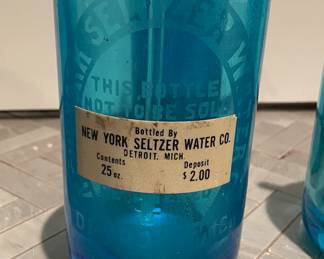 SELTZER
THIS BOTTLE
NOT TO BE SOLD
Bottled By
NEW YORK SELTZER WATER CO.
DETROIT, MICH.
Contents Deposit
25 oz. $2.00